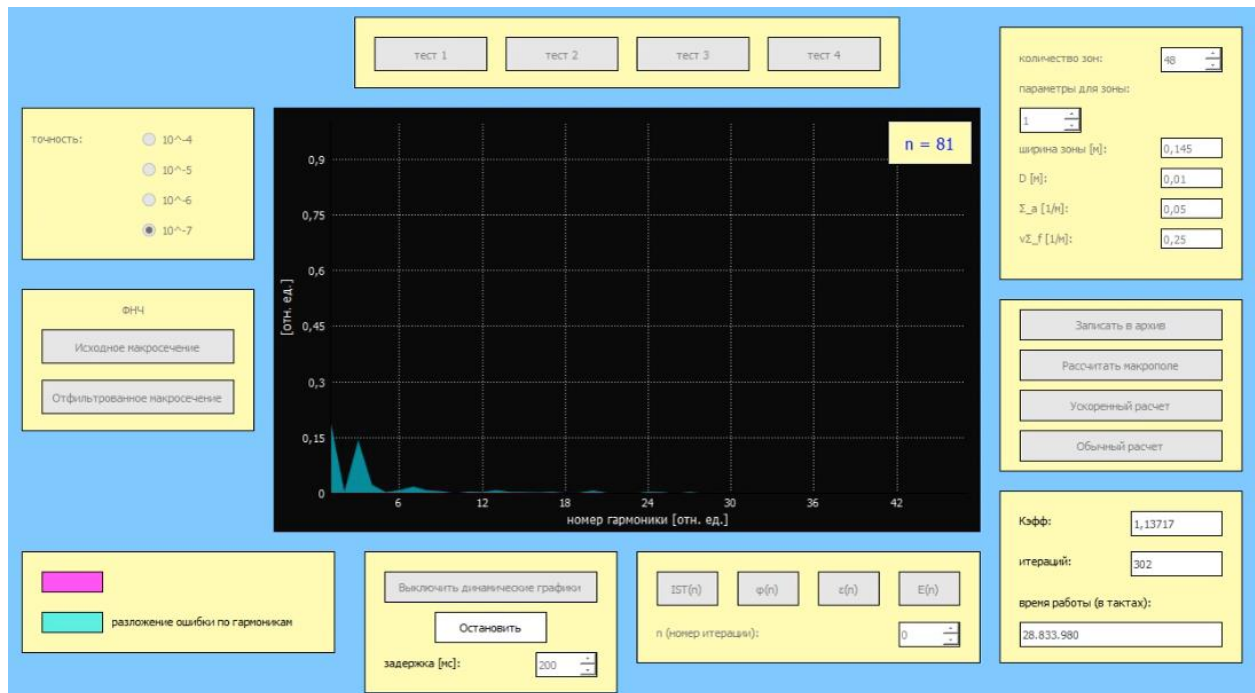 тест 1
тест 2
тест 3
тест 4
точность:
10^-4
10^-5
10^-6
10^-7
ФНЧ
Исходное макросечение
Отфильтрованное макросечение
n = 81
[отн. ед.]
0,9
0,75
0,6
0,45
0,3
0,15
0
6
12
18
24
30
36
42
номер гармоники [отн. ед.]
количество зон:
48
параметры для зоны:
1
ширина зоны [м]:
0,145
D [м]:
0,01
Σ_a [1/м]:
0,05
νΣ_f [1/м]:
0,25
Записать в архив
Рассчитать макрополе
Ускоренный расчет
Обычный расчет
разложение ошибки по гармоникам
Выключить динамические графики
Остановить
задержка [мс]:
200
IST(n)
φ(n)
ε(n)
E(n)
n (номер итерации):
0
Кэфф:
1,13717
итераций:
302
время работы (в тактах):
28.833.980